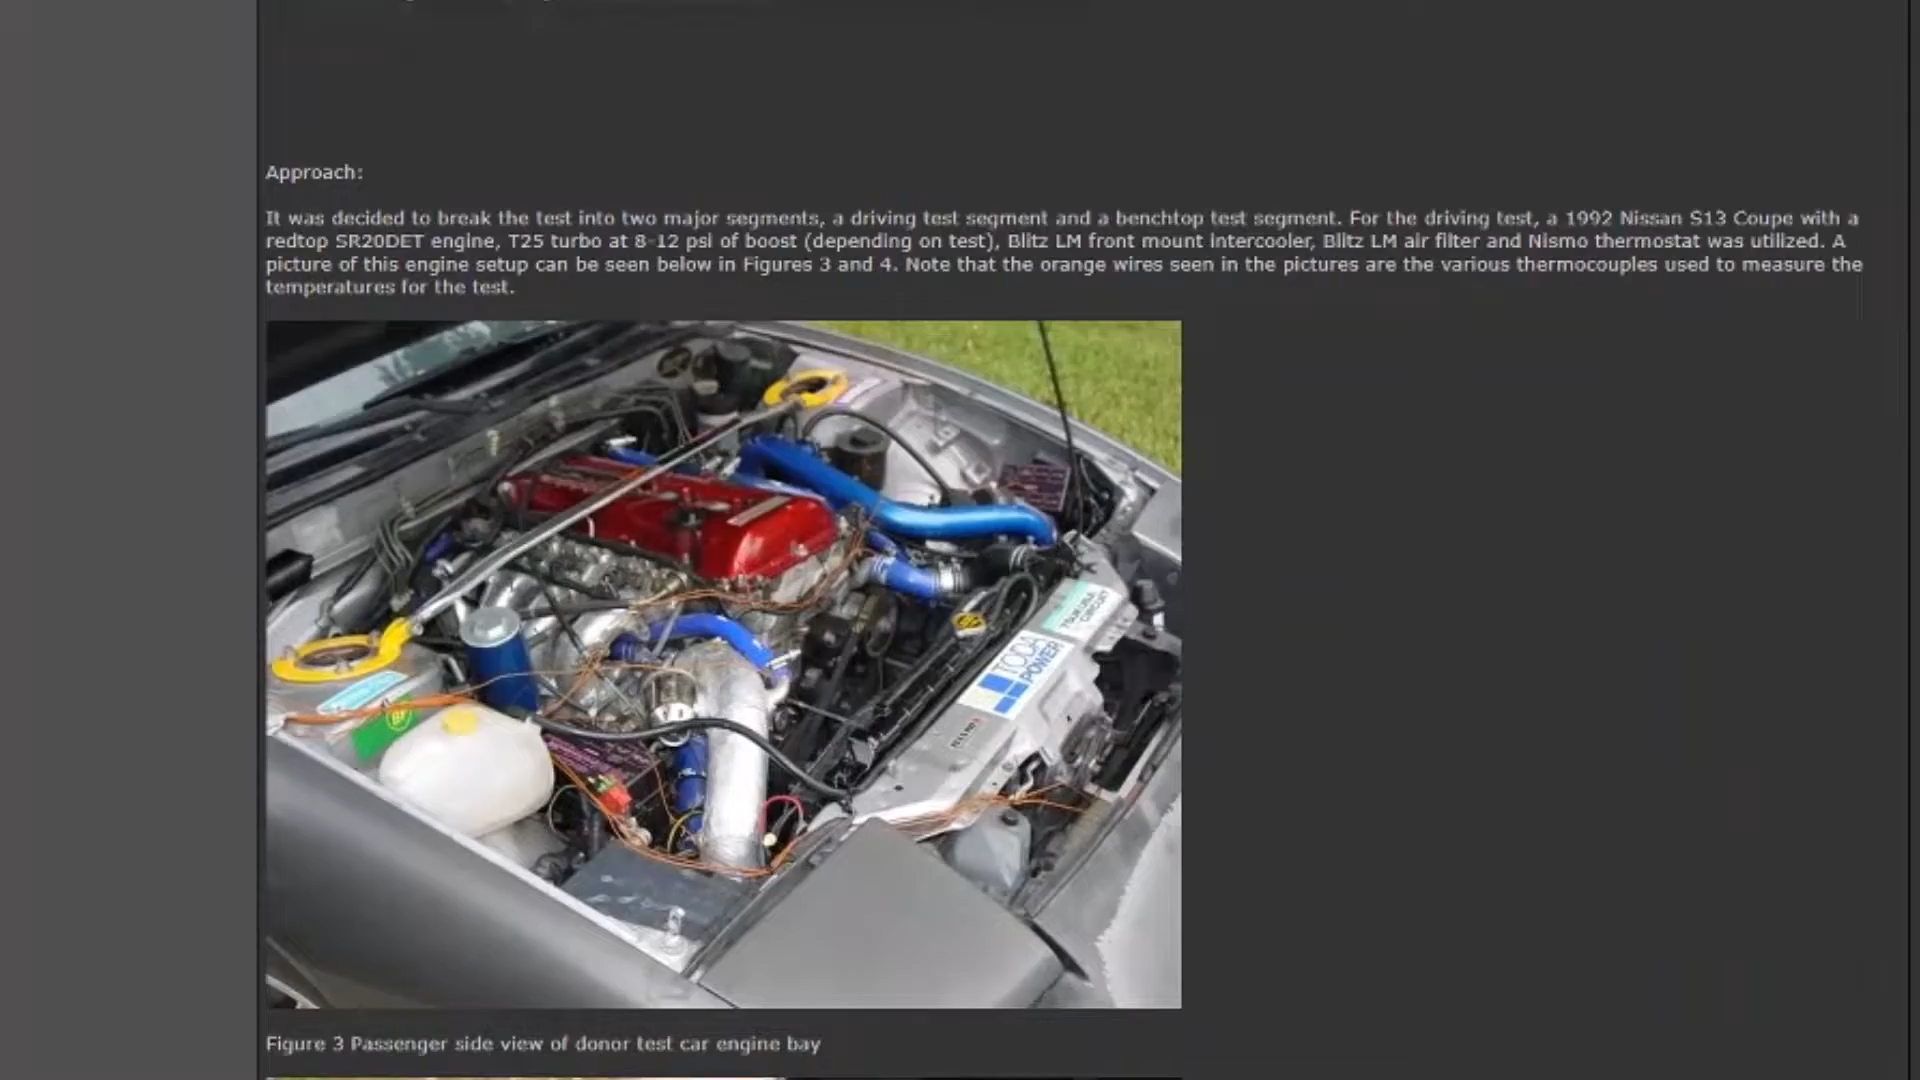 Approach:
It was decided to break the test into two major segments, a driving test segment and a benchtop test segment. For the driving test, a 1992 Nissan S13 Coupe with a
redtop SR20DET engine, T25 turbo at 8-12 psi of boost (depending on test), Blitz LM front mount intercooler, Blitz LM air filter and Nismo thermostat was utilized. A
picture of this engine setup can be seen below in Figures 3 and 4. Note that the orange wires seen in the pictures are the various thermocouples used to measure the
temperatures for the test.
TSUKUBA
CIRCUIT
TODA
POWER
Figure 3 Passenger side view of donor test car engine bay